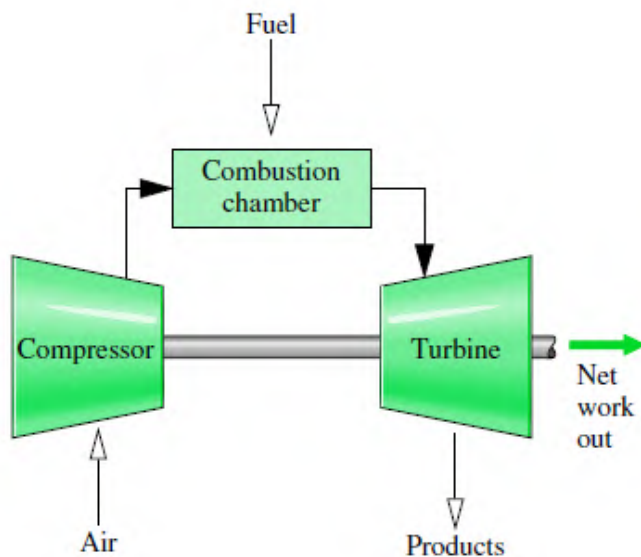 Fuel
Combustion
chamber
Compressor
Turbine
Net
work
out
Air
Products